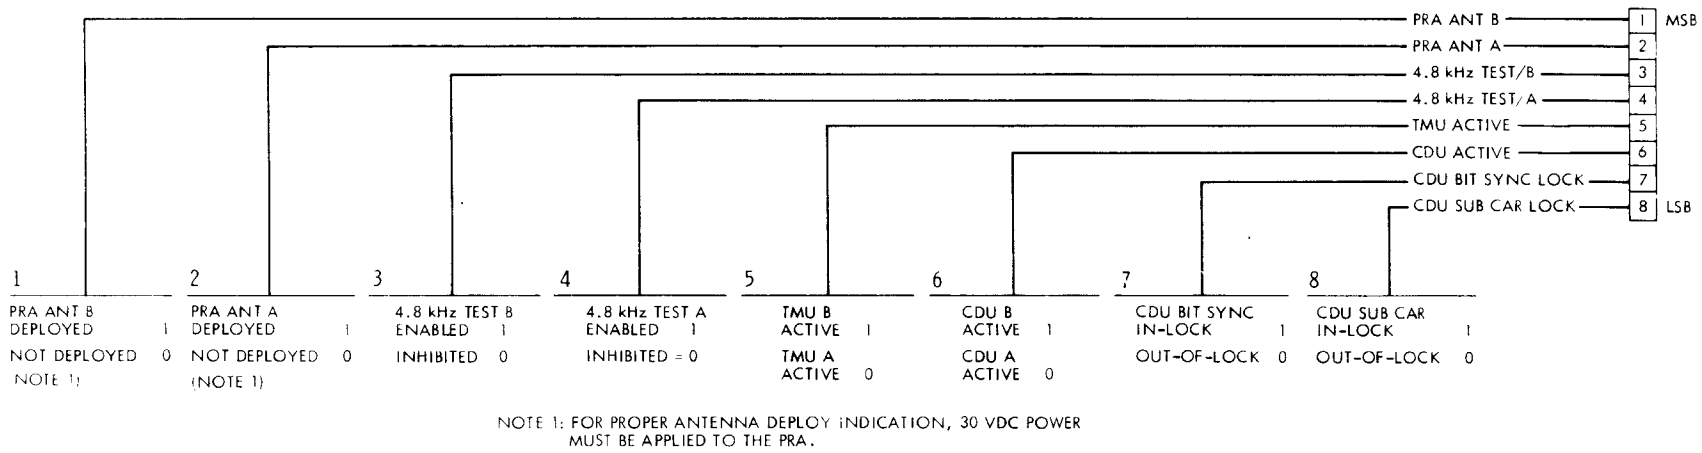 PRA ANT B 1 MSB
PRA ANT A 2
4.8 kHz TEST/B 3
4.8 kHz TEST/A 4
TMU ACTIVE 5
CDU ACTIVE 6
CDU BIT SYNC LOCK 7
CDU SUB CAR LOCK 8 LSB
1
PRA ANT B
DEPLOYED 1
NOT DEPLOYED 0
(NOTE 1)
2
PRA ANT A
DEPLOYED 1
NOT DEPLOYED 0
(NOTE 1)
3
4.8 kHz TEST B
ENABLED 1
INHIBITED 0
4
4.8 kHz TEST A
ENABLED 1
INHIBITED = 0
5
TMU B
ACTIVE 1
TMU A
ACTIVE 0
6
CDU B
ACTIVE 1
CDU A
ACTIVE 0
7
CDU BIT SYNC
IN-LOCK 1
OUT-OF-LOCK 0
8
CDU SUB CAR
IN-LOCK 1
OUT-OF-LOCK 0
NOTE 1: FOR PROPER ANTENNA DEPLOY INDICATION, 30 VDC POWER
MUST BE APPLIED TO THE PRA.